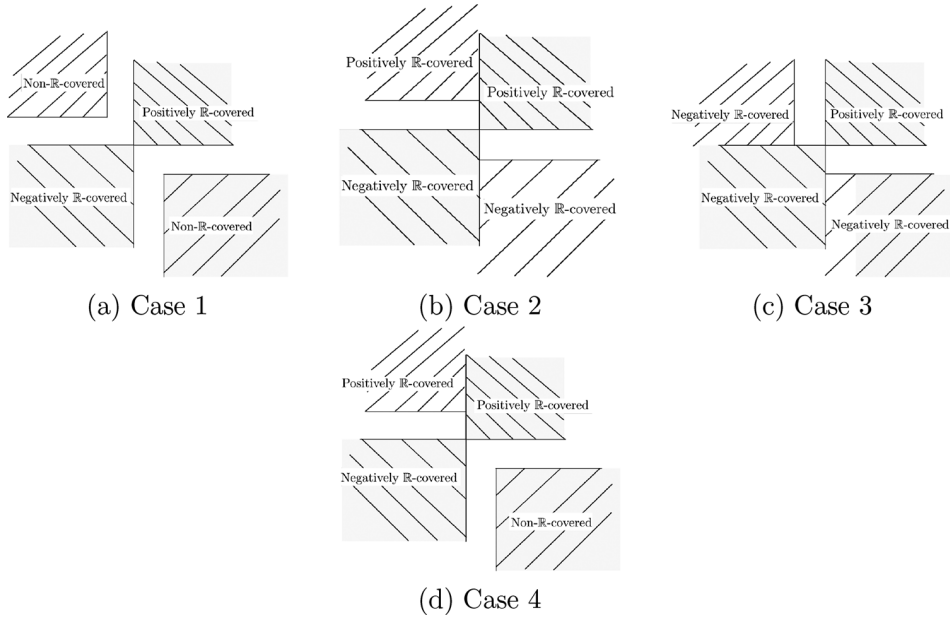 Non-ℝ-covered
Positively ℝ-covered
Negatively ℝ-covered
Non-ℝ-covered
(a) Case 1
Positively ℝ-covered
Positively ℝ-covered
Negatively ℝ-covered
Negatively ℝ-covered
(b) Case 2
Negatively ℝ-covered
Positively ℝ-covered
Negatively ℝ-covered
Negatively ℝ-covered
(c) Case 3
Positively ℝ-covered
Positively ℝ-covered
Negatively ℝ-covered
Non-ℝ-covered
(d) Case 4